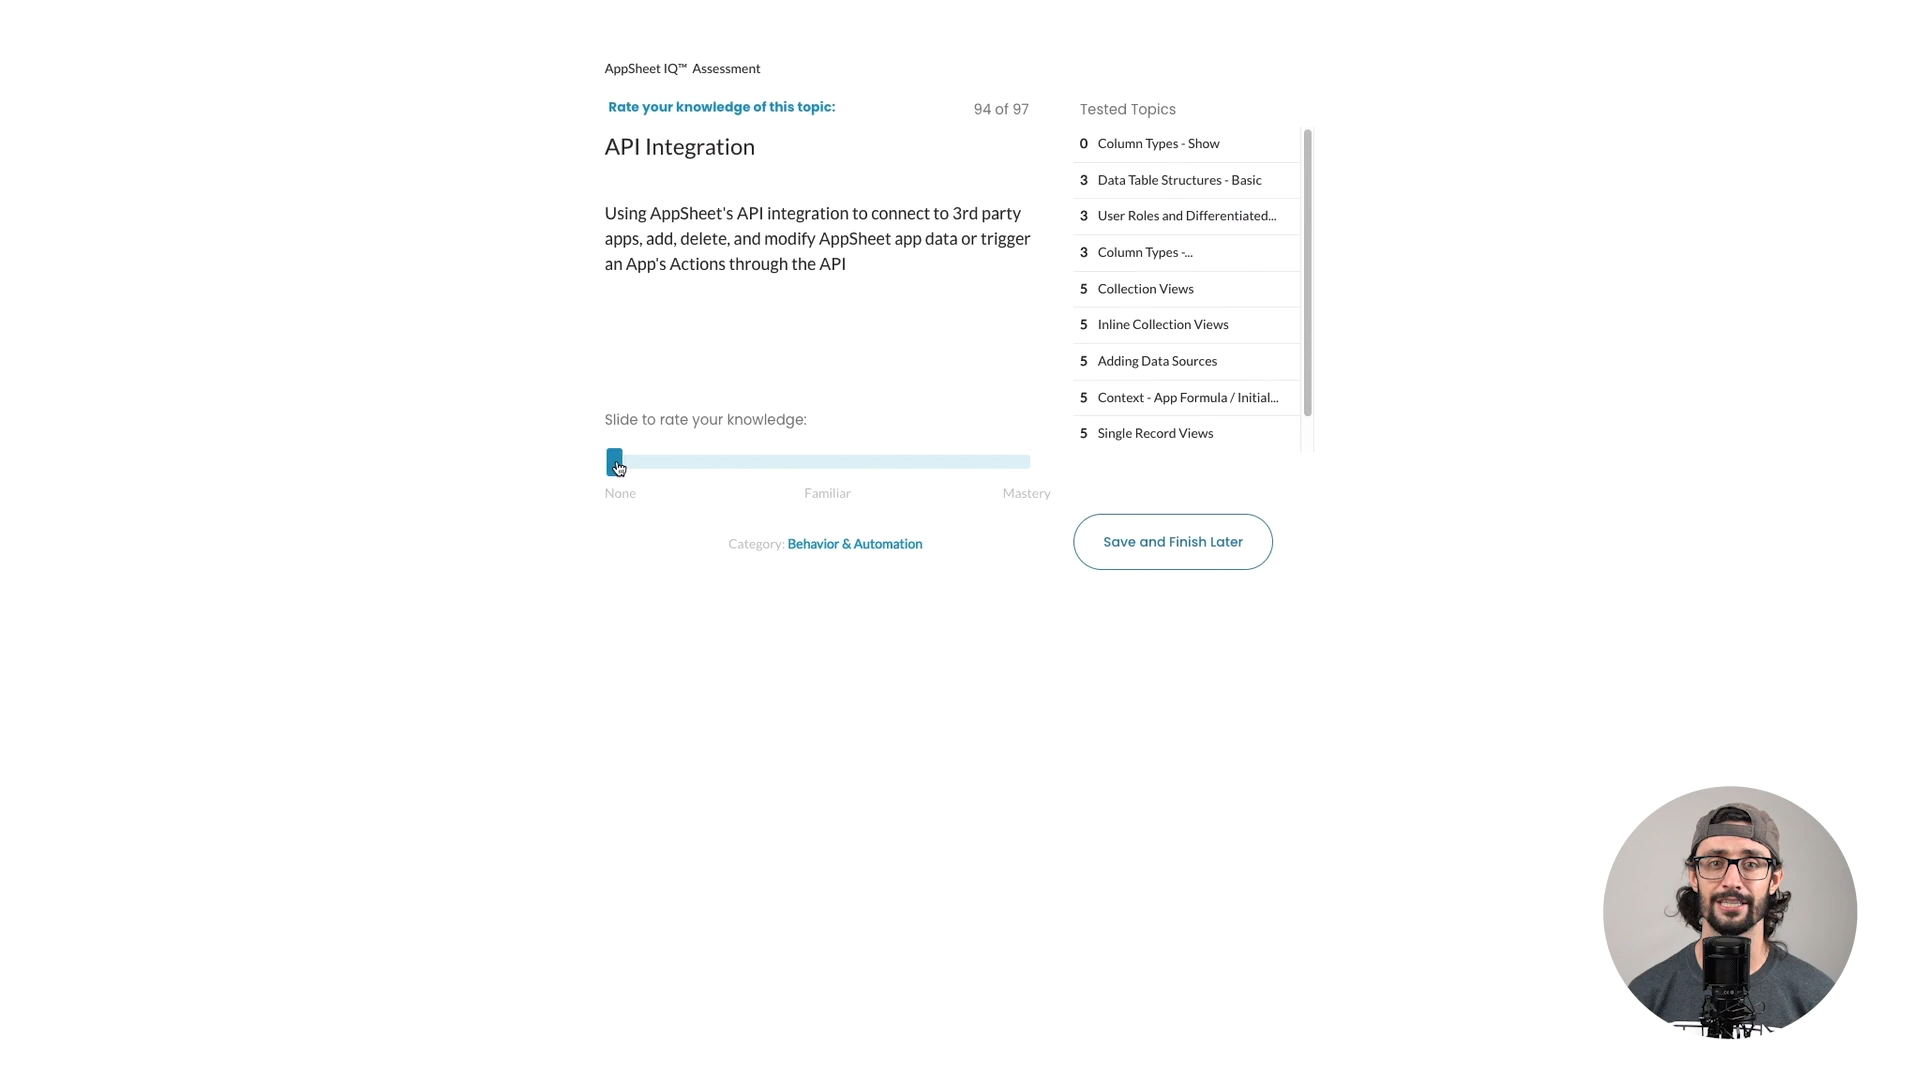 AppSheet IQ™ Assessment
Rate your knowledge of this topic:
94 of 97
API Integration
Using AppSheet's API integration to connect to 3rd party
apps, add, delete, and modify AppSheet app data or trigger
an App's Actions through the API
Slide to rate your knowledge:
None
Familiar
Mastery
Category: Behavior & Automation
Tested Topics
0 Column Types - Show
3 Data Table Structures - Basic
3 User Roles and Differentiated...
3 Column Types -...
5 Collection Views
5 Inline Collection Views
5 Adding Data Sources
5 Context - App Formula / Initial...
5 Single Record Views
Save and Finish Later